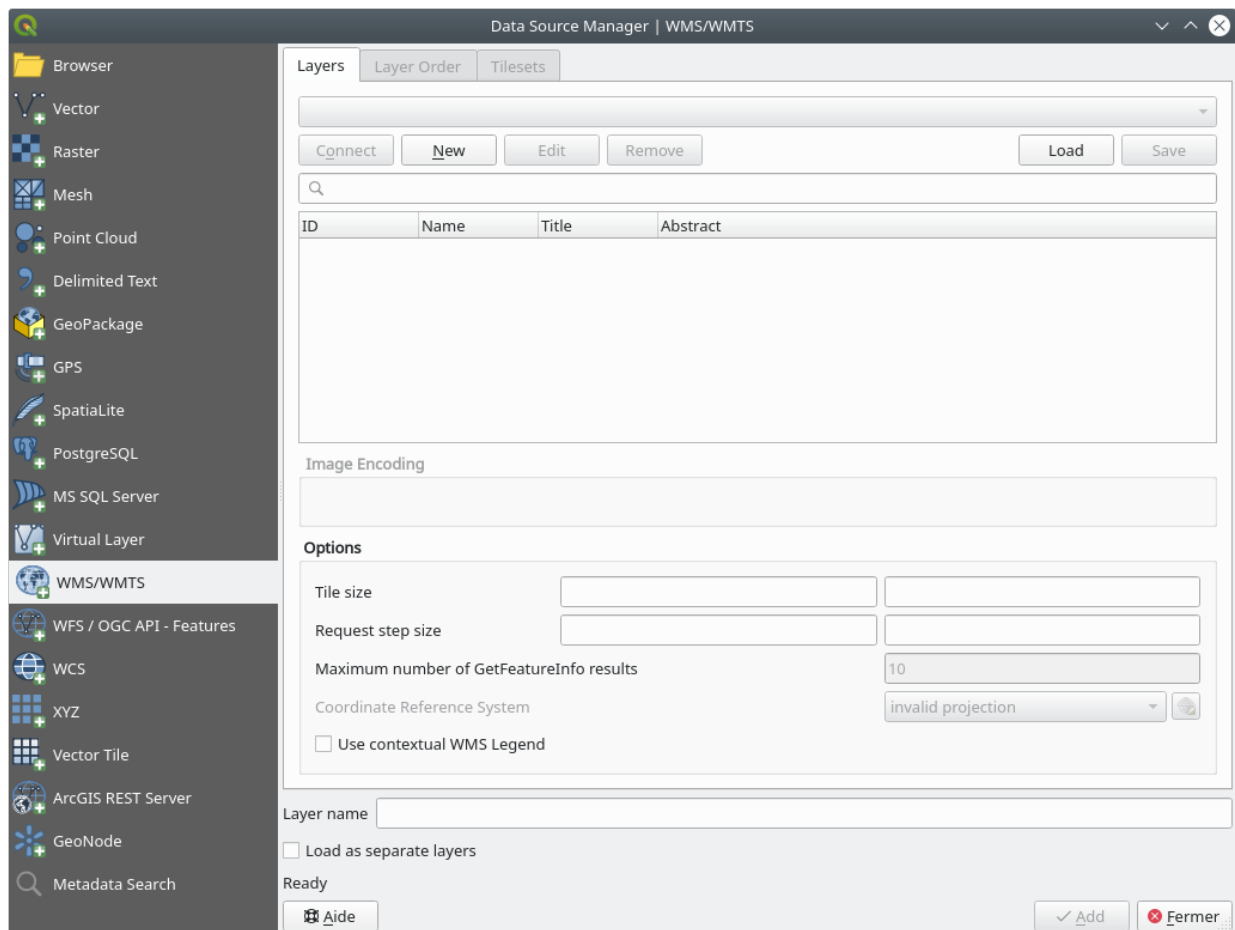 Data Source Manager | WMS/WMTS
Browser
Vector
Raster
Mesh
Point Cloud
Delimited Text
GeoPackage
GPS
SpatiaLite
PostgreSQL
MS SQL Server
Virtual Layer
WMS/WMTS
WFS / OGC API - Features
WCS
XYZ
Vector Tile
ArcGIS REST Server
GeoNode
Metadata Search
Layers Layer Order Tilesets
Connect New Edit Remove Load Save
ID Name Title Abstract
Image Encoding
Options
Tile size
Request step size
Maximum number of GetFeatureInfo results 10
Coordinate Reference System invalid projection
Use contextual WMS Legend
Layer name
Load as separate layers
Ready
Aide Add Fermer